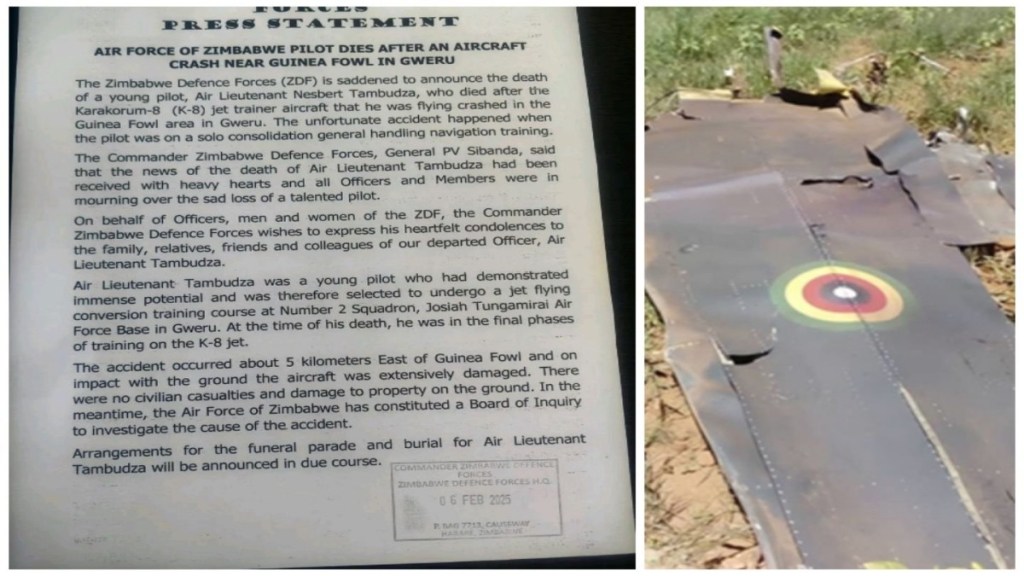 FORCES
PRESS STATEMENT
AIR FORCE OF ZIMBABWE PILOT DIES AFTER AN AIRCRAFT
CRASH NEAR GUINEA FOWL IN GWERU
The Zimbabwe Defence Forces (ZDF) is saddened to announce the death
of a young pilot, Air Lieutenant Nesbert Tambudza, who died after the
Karakorum-8 (K-8) jet trainer aircraft that he was flying crashed in the
Guinea Fowl area in Gweru. The unfortunate accident happened when
the pilot was on a solo consolidation general handling navigation training.
The Commander Zimbabwe Defence Forces, General PV Sibanda, said
that the news of the death of Air Lieutenant Tambudza had been
received with heavy hearts and all Officers and Members were in
mourning over the sad loss of a talented pilot.
On behalf of Officers, men and women of the ZDF, the Commander
Zimbabwe Defence Forces wishes to express his heartfelt condolences to
the family, relatives, friends and colleagues of our departed Officer, Air
Lieutenant Tambudza.
Air Lieutenant Tambudza was a young pilot who had demonstrated
immense potential and was therefore selected to undergo a jet flying
conversion training course at Number 2 Squadron, Josiah Tungamirai Air
Force Base in Gweru. At the time of his death, he was in the final phases
of training on the K-8 jet.
The accident occurred about 5 kilometers East of Guinea Fowl and on
impact with the ground the aircraft was extensively damaged. There
were no civilian casualties and damage to property on the ground. In the
meantime, the Air Force of Zimbabwe has constituted a Board of Inquiry
to investigate the cause of the accident.
Arrangements for the funeral parade and burial for Air Lieutenant
Tambudza will be announced in due course.
COMMANDER ZIMBABWE DEFENCE
FORCES
ZIMBABWE DEFENCE FORCES H.Q.
06 FEB 2025
P. BAG 7713, CAUSEWAY
HARARE, ZIMBABWE